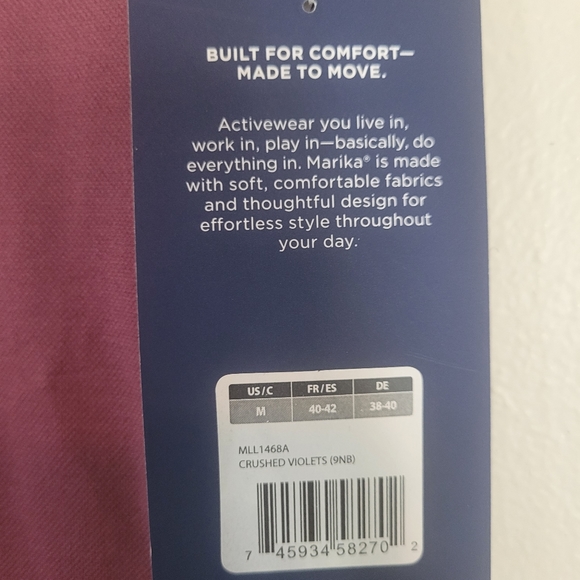 BUILT FOR COMFORT—
MADE TO MOVE.
Activewear you live in,
work in, play in—basically, do
everything in. Marika® is made
with soft, comfortable fabrics
and thoughtful design for
effortless style throughout
your day.
US/C FR/ES DE
M 40-42 38-40
MLL1468A
CRUSHED VIOLETS (9NB)
7 45934 58270 2